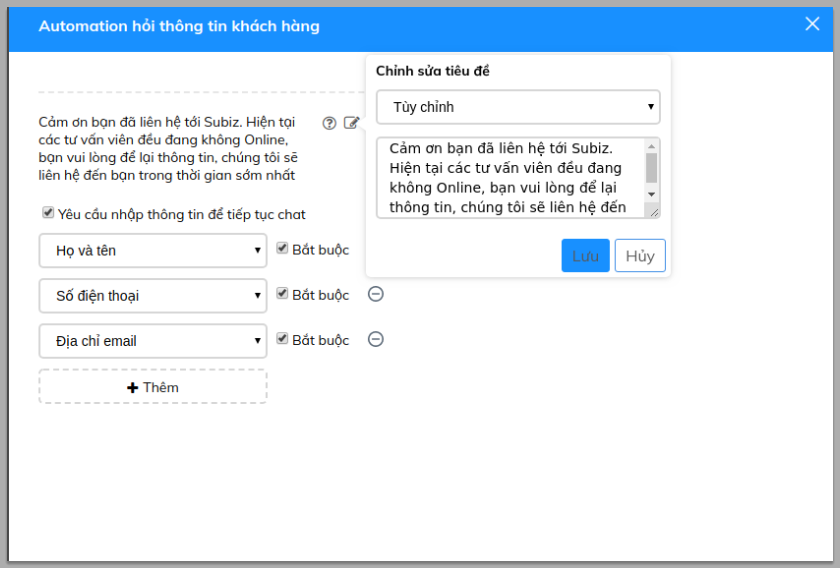 Automation hỏi thông tin khách hàng
Chỉnh sửa tiêu đề
Tùy chỉnh
Cảm ơn bạn đã liên hệ tới Subiz. Hiện tại
các tư vấn viên đều đang không Online,
bạn vui lòng để lại thông tin, chúng tôi sẽ
liên hệ đến bạn trong thời gian sớm nhất
Cảm ơn bạn đã liên hệ tới Subiz.
Hiện tại các tư vấn viên đều đang
không Online, bạn vui lòng để lại
thông tin, chúng tôi sẽ liên hệ đến
Lưu
Hủy
Yêu cầu nhập thông tin để tiếp tục chat
Họ và tên
Bắt buộc
Số điện thoại
Bắt buộc
Địa chỉ email
Bắt buộc
Thêm